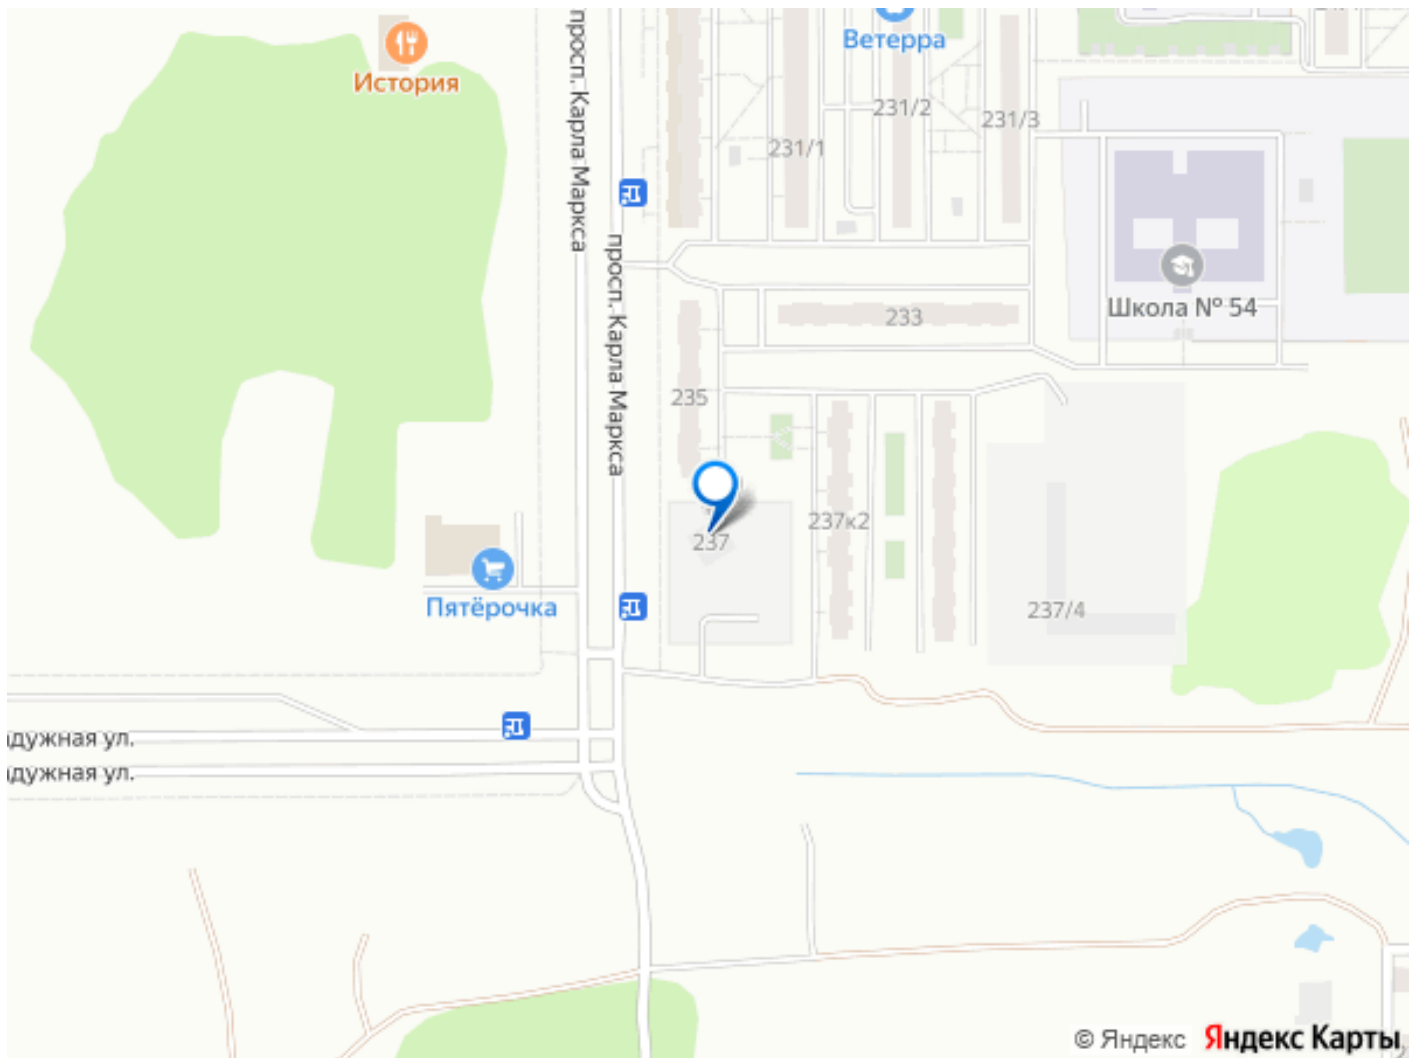 История
просп. Карла Маркса
Ветерра
231/1
231/2
231/3
просп. Карла Маркса
Школа № 54
233
235
237
237к2
237/4
Пятёрочка
дужная ул.
дужная ул.
© Яндекс Яндекс Карты